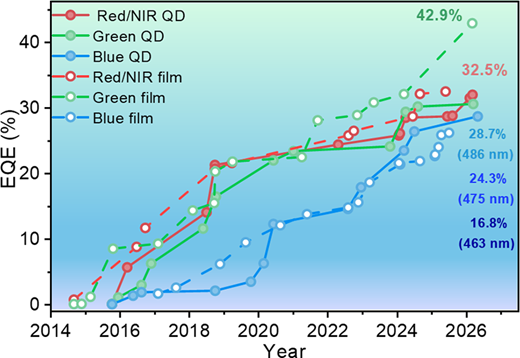 42.9%
Red/NIR QD
Green QD
Blue QD
Red/NIR film
Green film
Blue film
32.5%
28.7%
(486 nm)
24.3%
(475 nm)
16.8%
(463 nm)
EQE (%)
40
30
20
10
0
2014 2016 2018 2020 2022 2024 2026
Year